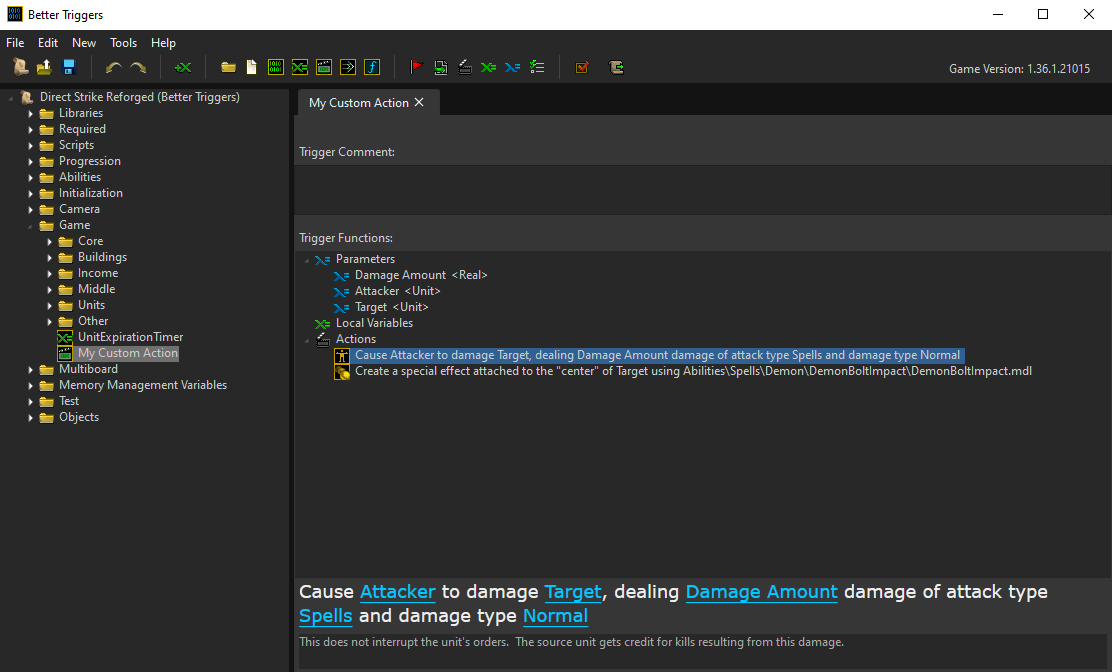 Better Triggers
File Edit New Tools Help
Game Version: 1.36.1.21015
Direct Strike Reforged (Better Triggers)
Libraries
Required
Scripts
Progression
Abilities
Initialization
Camera
Game
Core
Buildings
Income
Middle
Units
Other
UnitExpirationTimer
My Custom Action
Multiboard
Memory Management Variables
Test
Objects
My Custom Action
Trigger Comment:
Trigger Functions:
Parameters
Damage Amount <Real>
Attacker <Unit>
Target <Unit>
Local Variables
Actions
Cause Attacker to damage Target, dealing Damage Amount damage of attack type Spells and damage type Normal
Create a special effect attached to the "center" of Target using Abilities\Spells\Demon\DemonBoltImpact\DemonBoltImpact.mdl
Cause Attacker to damage Target, dealing Damage Amount damage of attack type
Spells and damage type Normal
This does not interrupt the unit's orders. The source unit gets credit for kills resulting from this damage.